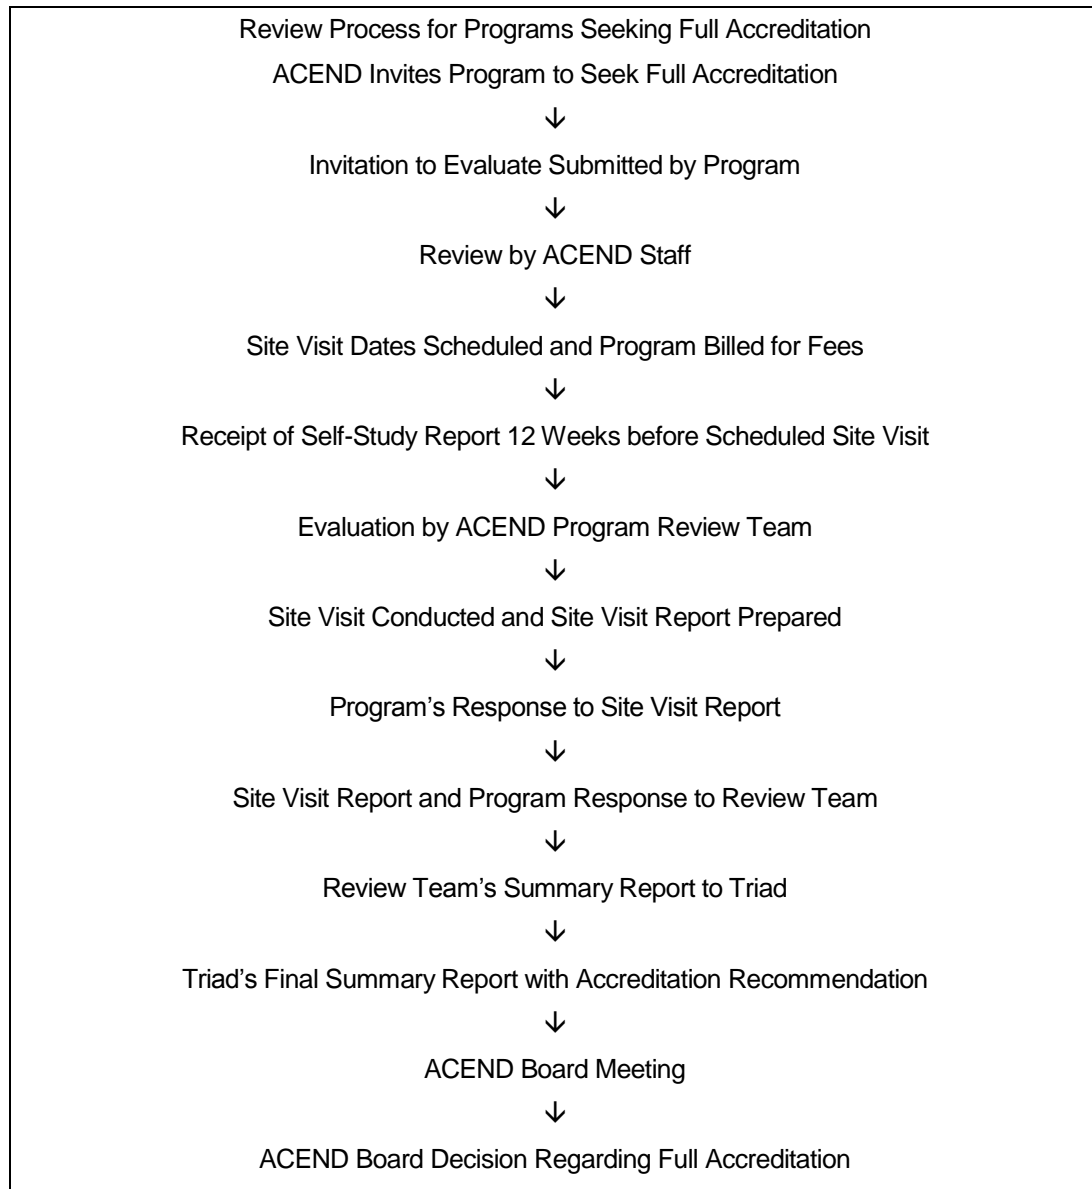 Review Process for Programs Seeking Full Accreditation
ACEND Invites Program to Seek Full Accreditation
↓
Invitation to Evaluate Submitted by Program
↓
Review by ACEND Staff
↓
Site Visit Dates Scheduled and Program Billed for Fees
↓
Receipt of Self-Study Report 12 Weeks before Scheduled Site Visit
↓
Evaluation by ACEND Program Review Team
↓
Site Visit Conducted and Site Visit Report Prepared
↓
Program’s Response to Site Visit Report
↓
Site Visit Report and Program Response to Review Team
↓
Review Team’s Summary Report to Triad
↓
Triad’s Final Summary Report with Accreditation Recommendation
↓
ACEND Board Meeting
↓
ACEND Board Decision Regarding Full Accreditation